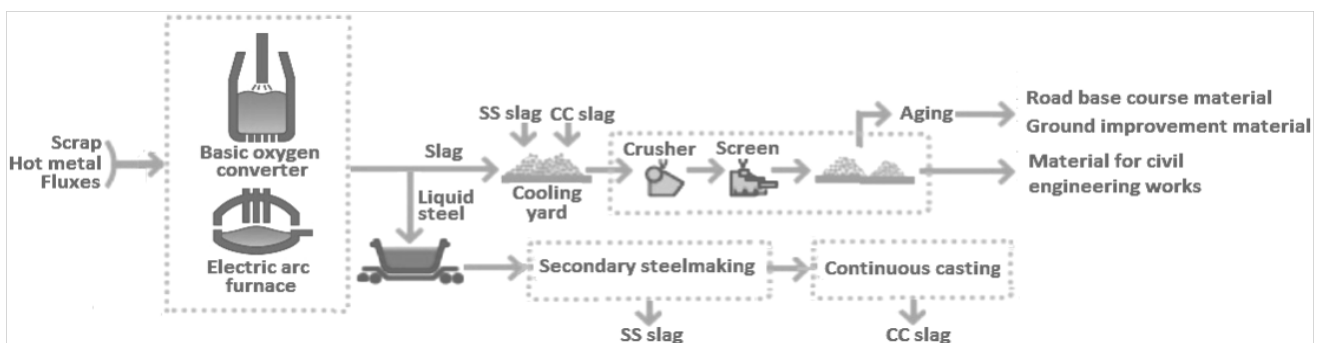 Scrap
Hot metal
Fluxes
Basic oxygen
converter
Electric arc
furnace
Slag
Liquid
steel
SS slag CC slag
Cooling
yard
Crusher
Screen
Aging
Road base course material
Ground improvement material
Material for civil
engineering works
Secondary steelmaking
Continuous casting
SS slag
CC slag